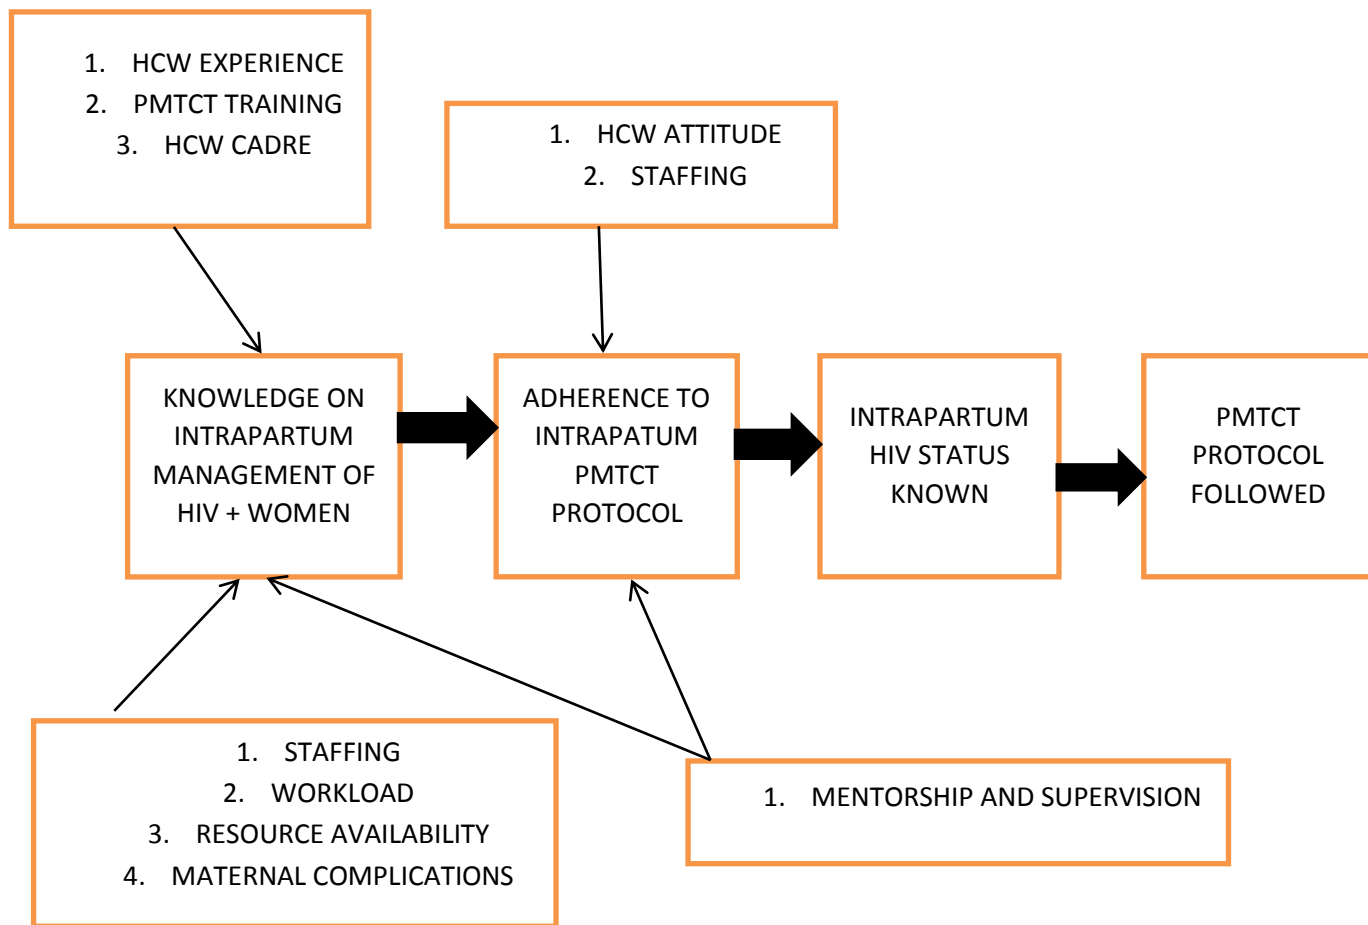 1. HCW EXPERIENCE
2. PMTCT TRAINING
3. HCW CADRE
1. HCW ATTITUDE
2. STAFFING
KNOWLEDGE ON
INTRAPARTUM
MANAGEMENT OF
HIV + WOMEN
ADHERENCE TO
INTRAPATUM
PMTCT
PROTOCOL
INTRAPARTUM
HIV STATUS
KNOWN
PMTCT
PROTOCOL
FOLLOWED
1. STAFFING
2. WORKLOAD
3. RESOURCE AVAILABILITY
4. MATERNAL COMPLICATIONS
1. MENTORSHIP AND SUPERVISION